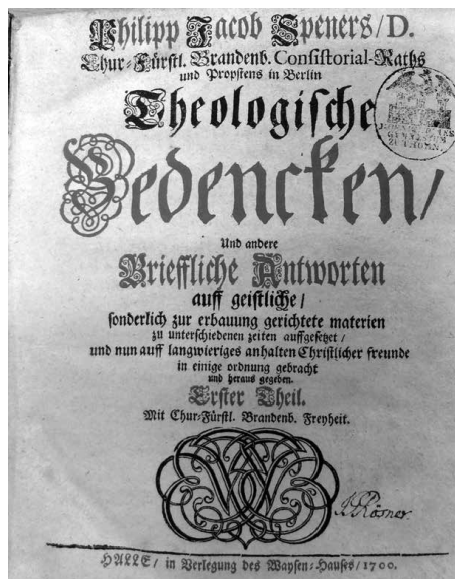 Philipp Jacob Speners/D.
Chur-Fürstl. Brandenb. Consistorial-Raths
und Propstens in Berlin
Theologische
Bedencken/
Und andere
Brieffliche Antworten
auff geistliche/
sonderlich zur erbauung gerichtete materien
zu unterschiedenen zeiten auffgesetzet/
und nun auff langwieriges anhalten Christlicher freunde
in einige ordnung gebracht
und heraus gegeben.
Erster Theil.
Mit Chur-Fürstl. Brandenb. Freyheit.
Rösner.
HALLE/ in Verlegung des Waysen-Hauses/1700.